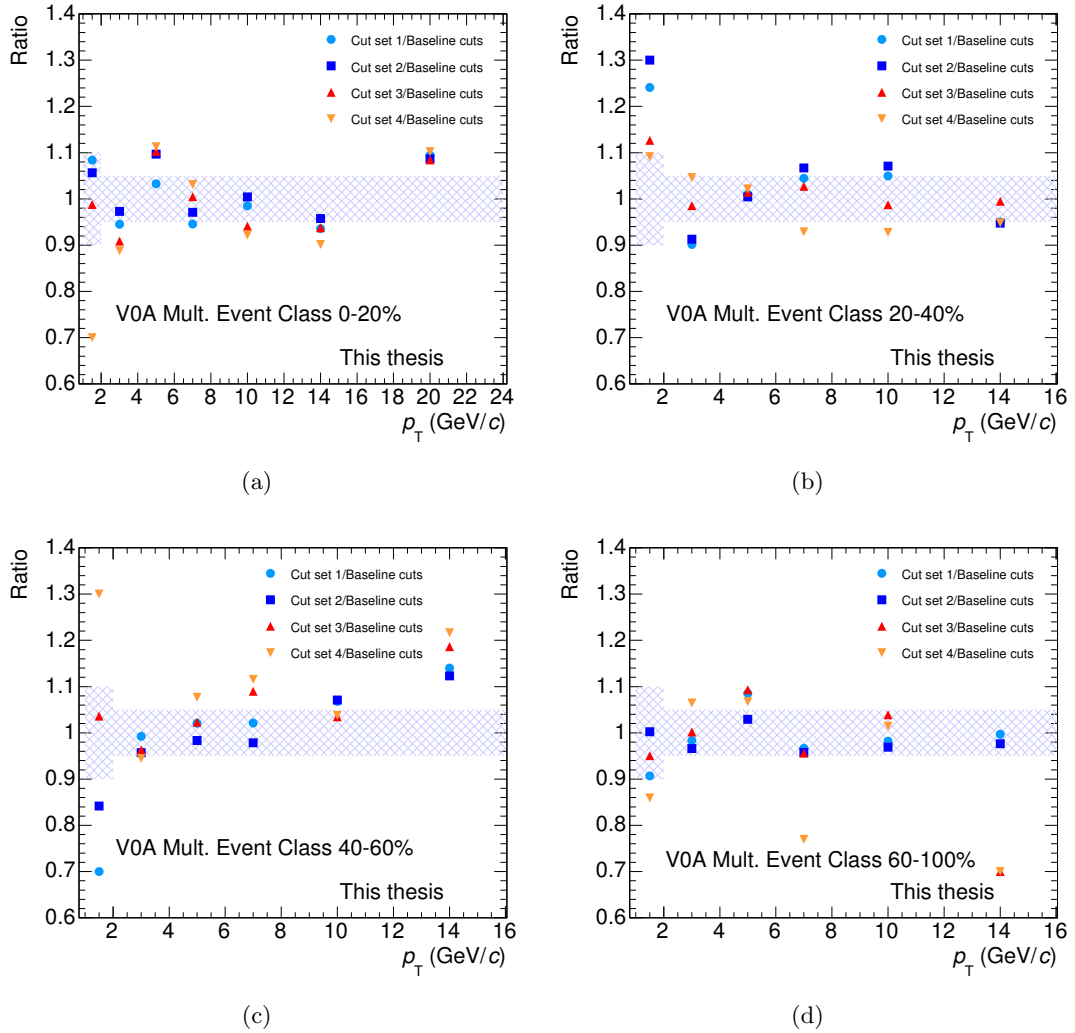 Ratio
1.4
1.3
1.2
1.1
1
0.9
0.8
0.7
0.6
Cut set 1/Baseline cuts
Cut set 2/Baseline cuts
Cut set 3/Baseline cuts
Cut set 4/Baseline cuts
V0A Mult. Event Class 0-20%
This thesis
2 4 6 8 10 12 14 16 18 20 22 24
p_T (GeV/c)
(a)
Ratio
1.4
1.3
1.2
1.1
1
0.9
0.8
0.7
0.6
Cut set 1/Baseline cuts
Cut set 2/Baseline cuts
Cut set 3/Baseline cuts
Cut set 4/Baseline cuts
V0A Mult. Event Class 20-40%
This thesis
2 4 6 8 10 12 14 16
p_T (GeV/c)
(b)
Ratio
1.4
1.3
1.2
1.1
1
0.9
0.8
0.7
0.6
Cut set 1/Baseline cuts
Cut set 2/Baseline cuts
Cut set 3/Baseline cuts
Cut set 4/Baseline cuts
V0A Mult. Event Class 40-60%
This thesis
2 4 6 8 10 12 14 16
p_T (GeV/c)
(c)
Ratio
1.4
1.3
1.2
1.1
1
0.9
0.8
0.7
0.6
Cut set 1/Baseline cuts
Cut set 2/Baseline cuts
Cut set 3/Baseline cuts
Cut set 4/Baseline cuts
V0A Mult. Event Class 60-100%
This thesis
2 4 6 8 10 12 14 16
p_T (GeV/c)
(d)